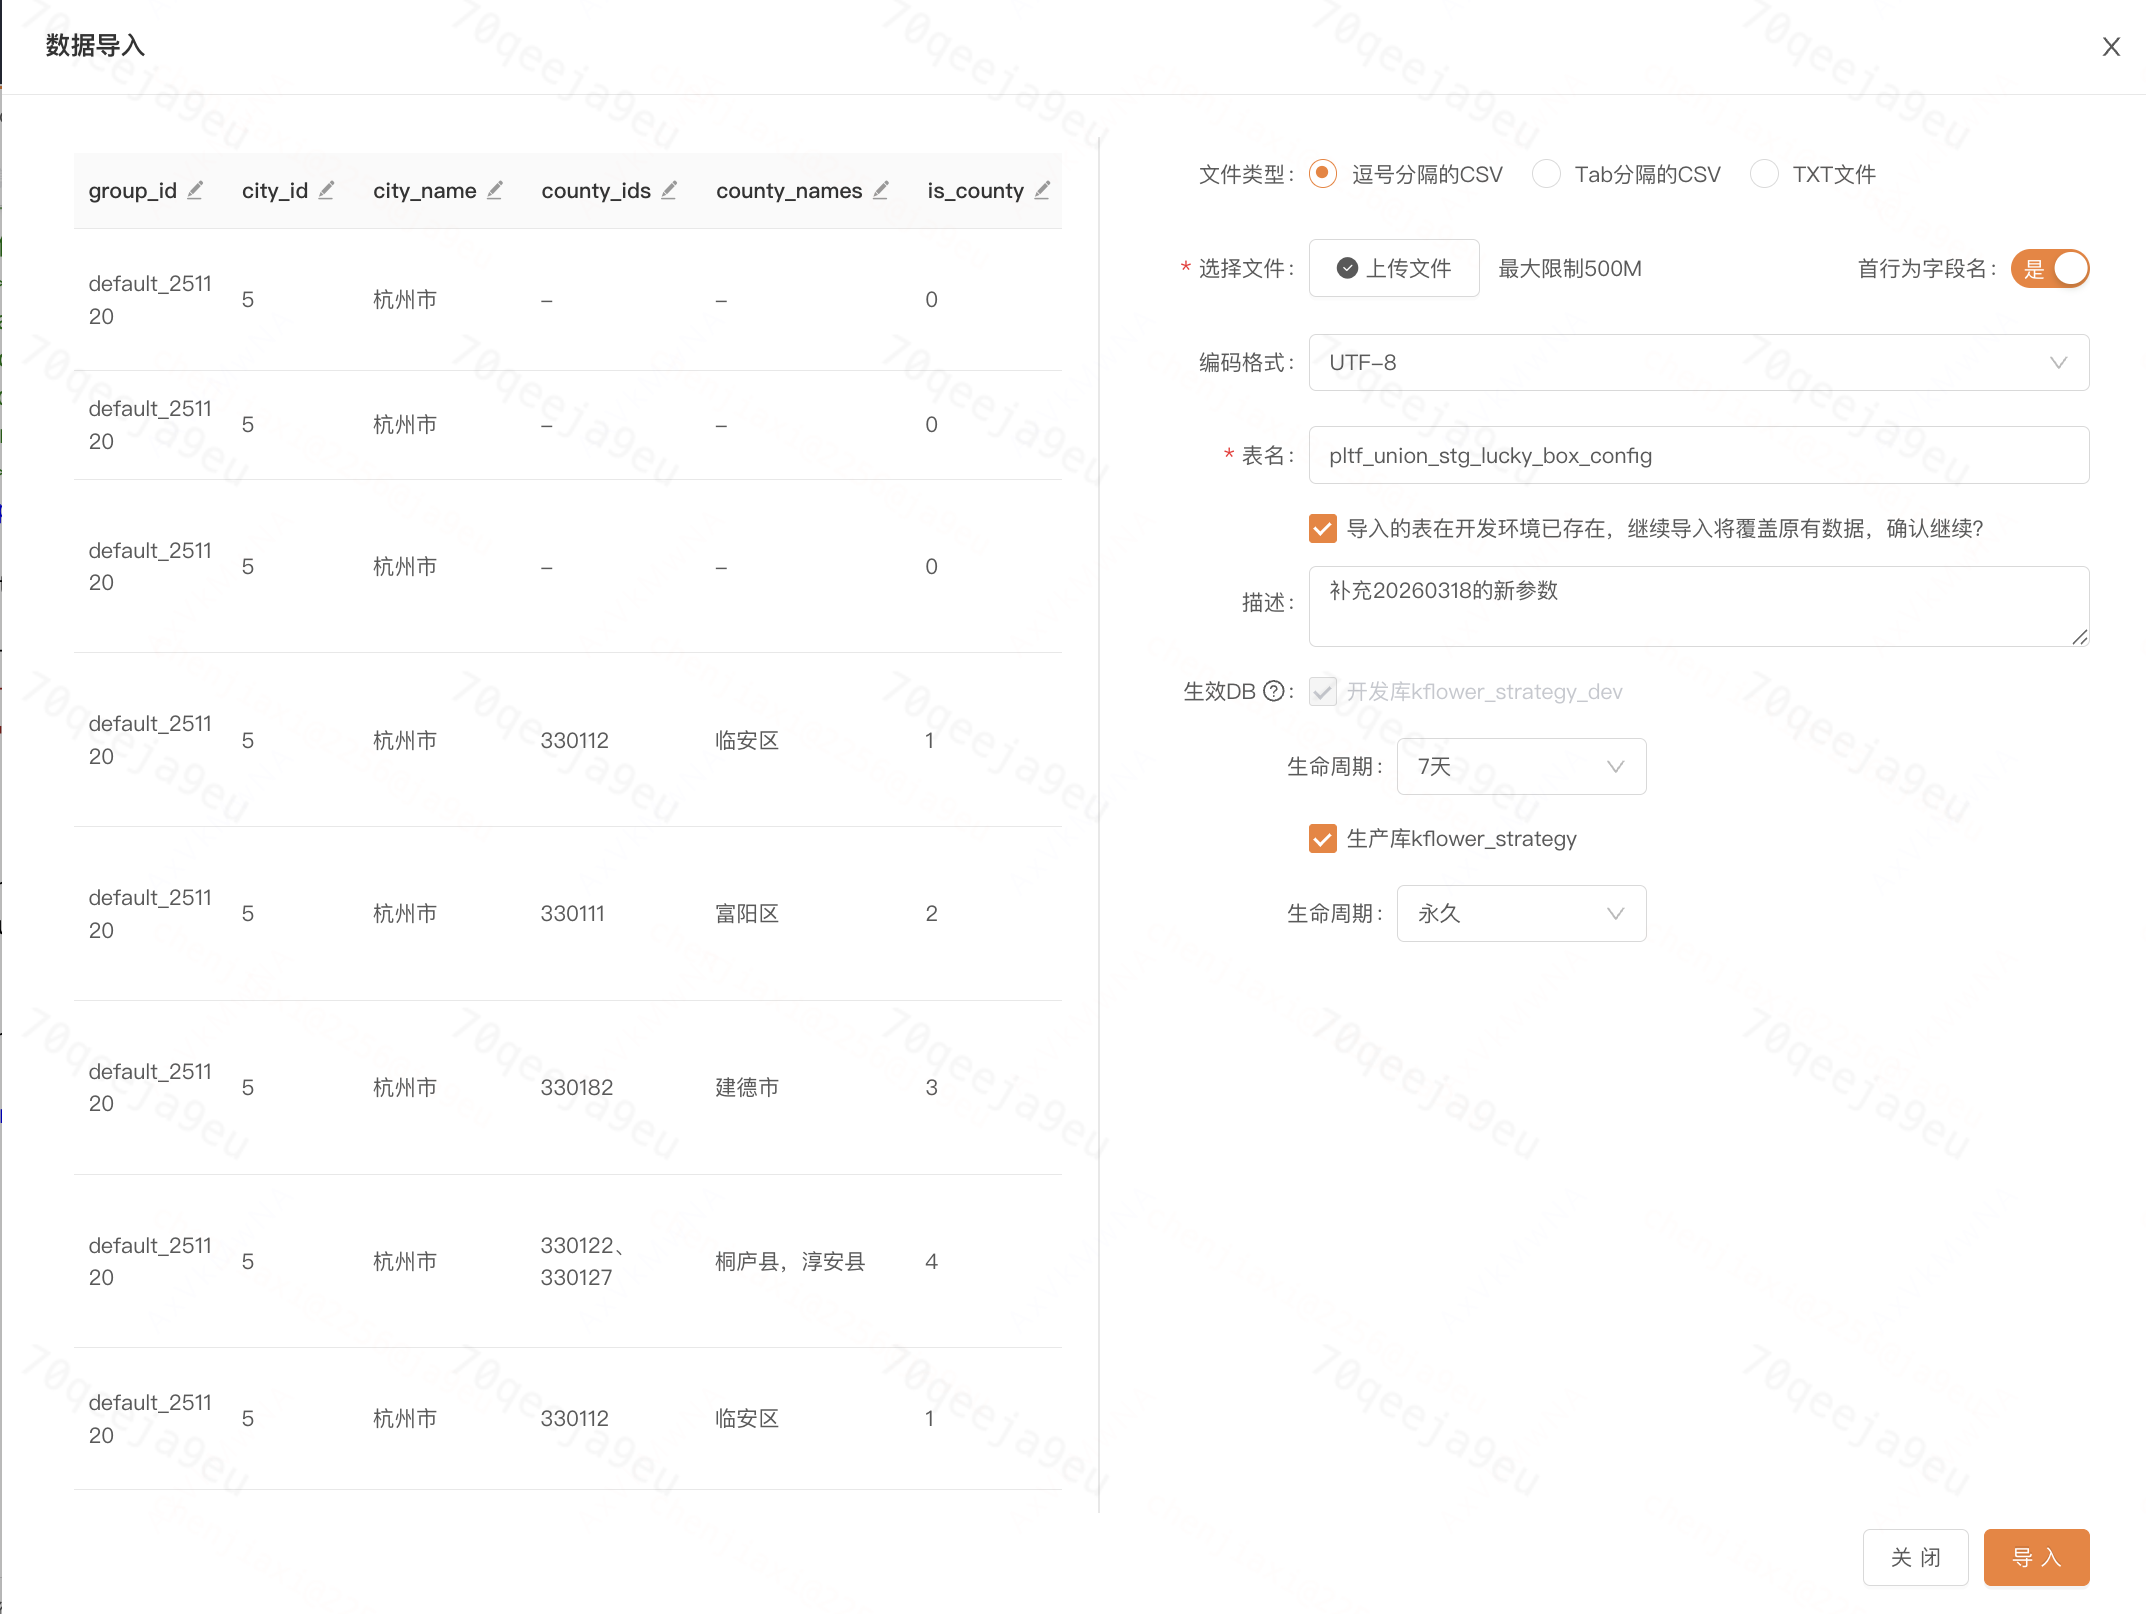 数据导入
group_id city_id city_name county_ids county_names is_county
default_2511
20
5 杭州市 – – 0
default_2511
20
5 杭州市 – – 0
default_2511
20
5 杭州市 – – 0
default_2511
20
5 杭州市 330112 临安区 1
default_2511
20
5 杭州市 330111 富阳区 2
default_2511
20
5 杭州市 330182 建德市 3
default_2511
20
5 杭州市
330122、
330127
桐庐县，淳安县 4
default_2511
20
5 杭州市 330112 临安区 1
文件类型： 逗号分隔的CSV Tab分隔的CSV TXT文件
* 选择文件： 上传文件 最大限制500M 首行为字段名： 是
编码格式： UTF-8
* 表名： pltf_union_stg_lucky_box_config
导入的表在开发环境已存在，继续导入将覆盖原有数据，确认继续?
描述： 补充20260318的新参数
生效DB ?： 开发库kflower_strategy_dev
生命周期： 7天
生产库kflower_strategy
生命周期： 永久
关 闭 导 入
70qeeja9eu